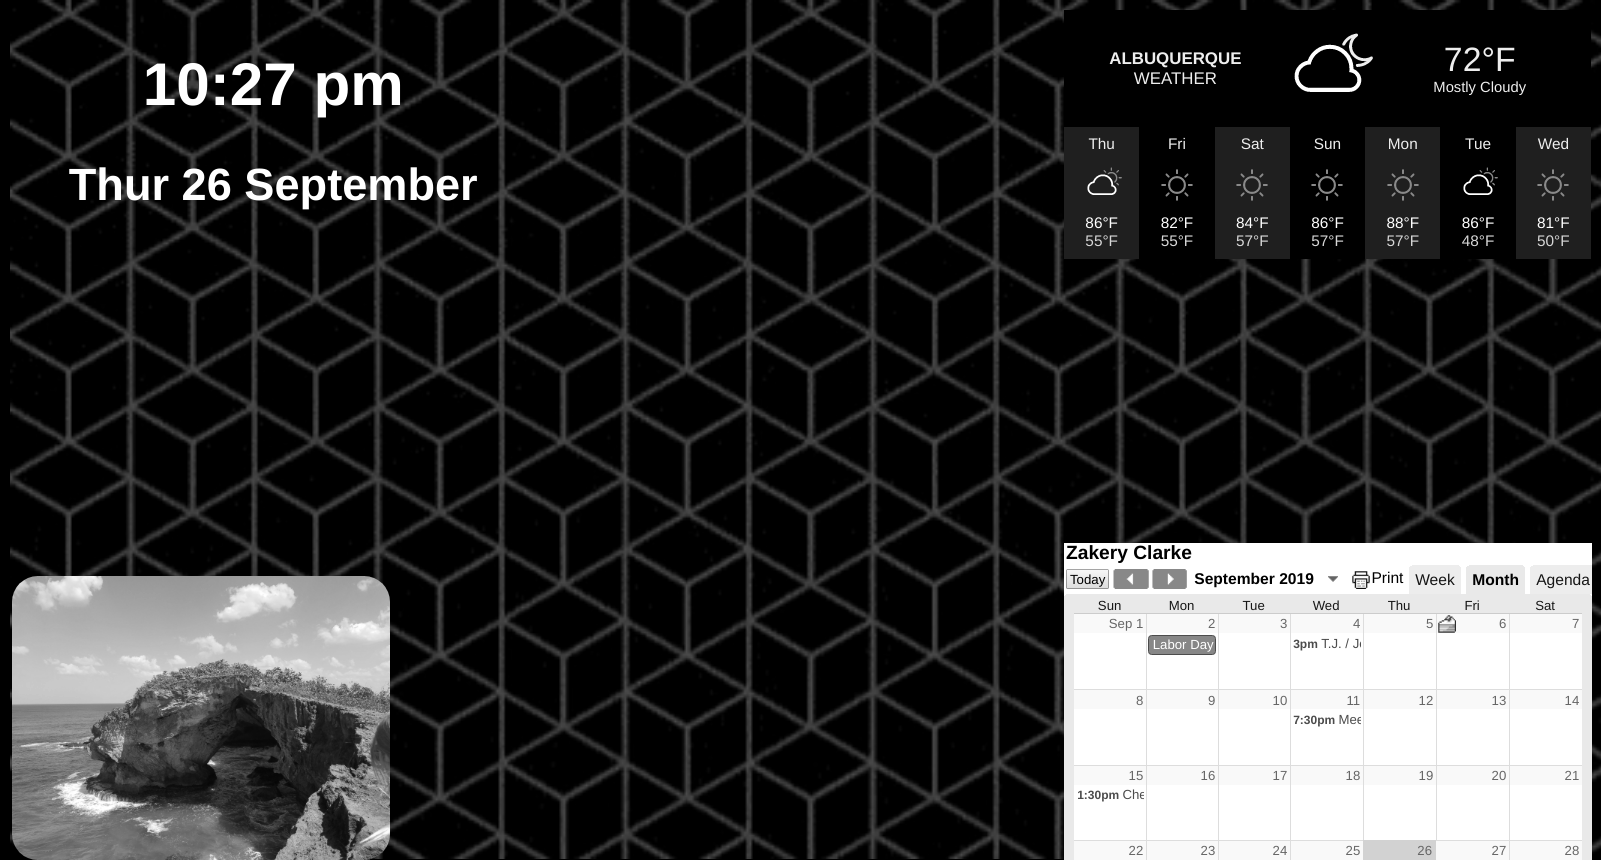 10:27 pm
Thur 26 September
ALBUQUERQUE
WEATHER
72°F
Mostly Cloudy
Thu Fri Sat Sun Mon Tue Wed
86°F 82°F 84°F 86°F 88°F 86°F 81°F
55°F 55°F 57°F 57°F 57°F 48°F 50°F
Zakery Clarke
Today September 2019 Print Week Month Agenda
Sun Mon Tue Wed Thu Fri Sat
Sep 1 2 3 4 5 6 7
Labor Day 3pm T.J. / J
8 9 10 11 12 13 14
7:30pm Mee
15 16 17 18 19 20 21
1:30pm Che
22 23 24 25 26 27 28